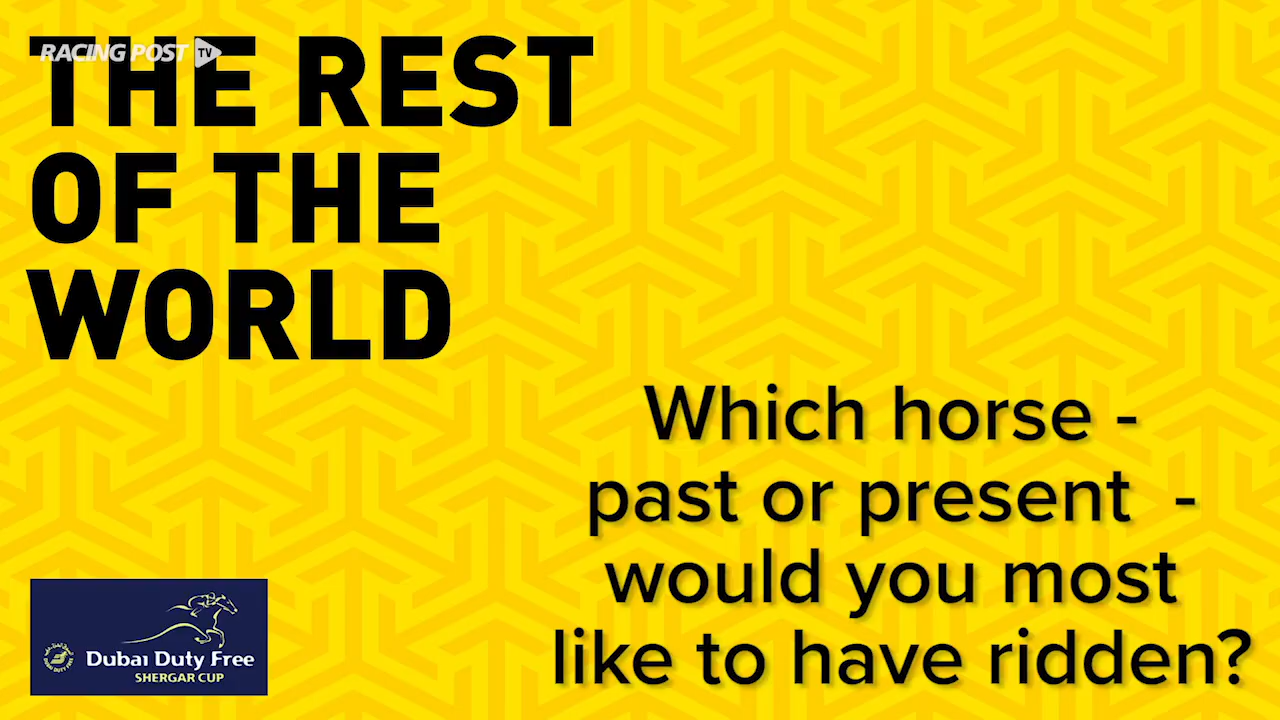 RACING POST TV
THE REST
OF THE
WORLD
Which horse -
past or present -
would you most
like to have ridden?
Dubai Duty Free
SHERGAR CUP